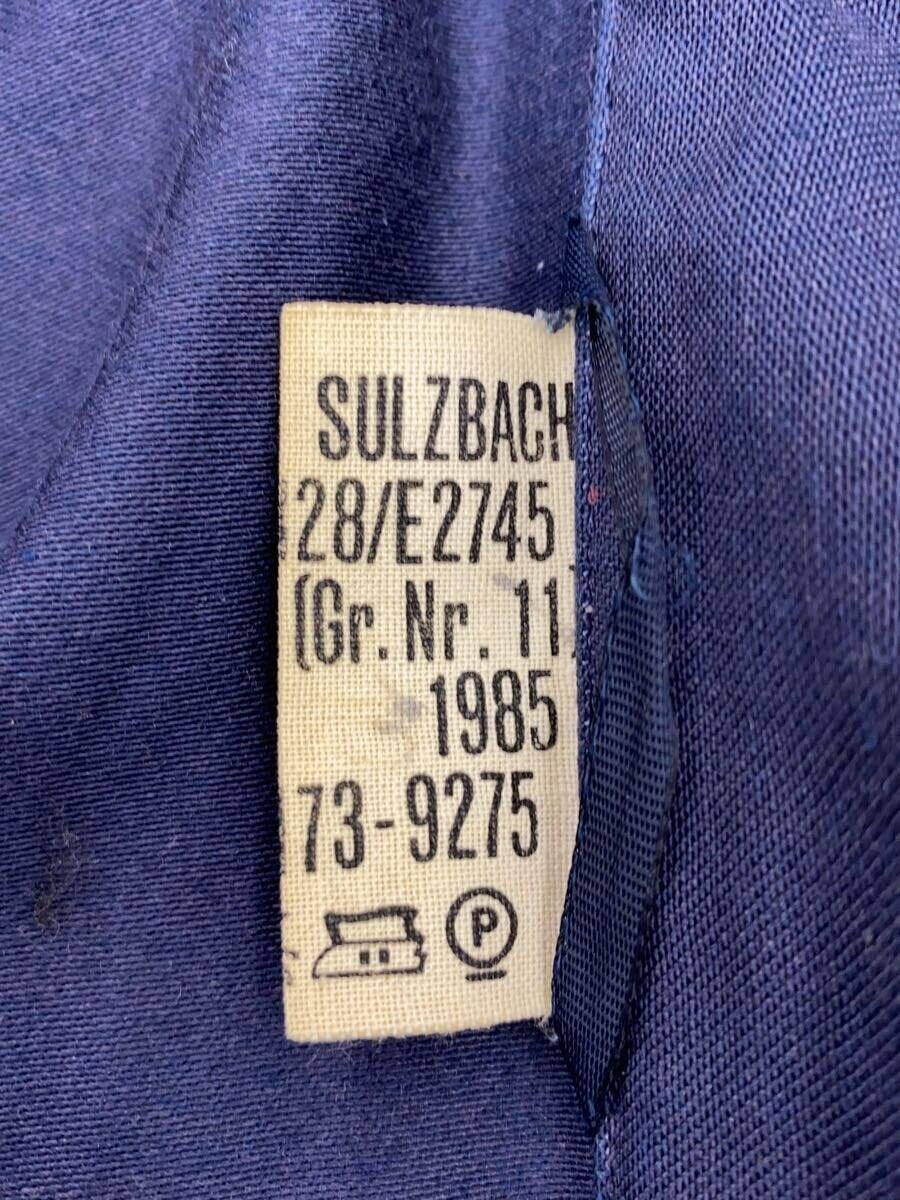 SULZBACH
28/E2745
(Gr. Nr. 11)
1985
73-9275
P